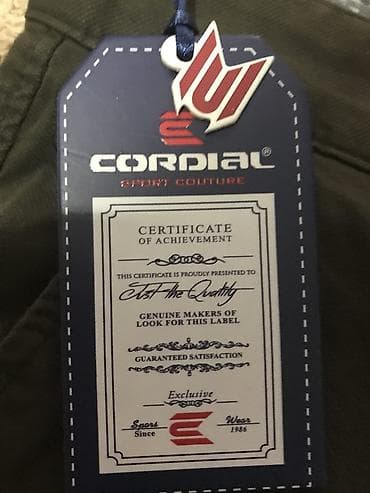 CORDIAL®
SPORT COUTURE
CERTIFICATE
OF ACHIEVEMENT
THIS CERTIFICATE IS PROUDLY PRESENTED TO
Just the Quality
GENUINE MAKERS OF
LOOK FOR THIS LABEL
GUARANTEED SATISFACTION
Exclusive
Spors Wear
Since 1986